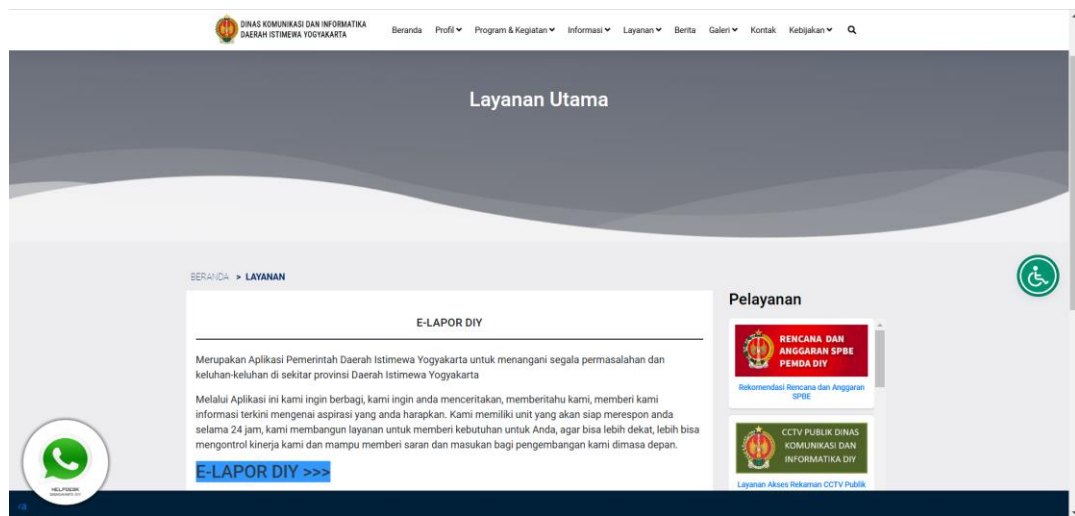 DINAS KOMUNIKASI DAN INFORMATIKA
DAERAH ISTIMEWA YOGYAKARTA
Beranda Profil Program & Kegiatan Informasi Layanan Berita Galeri Kontak Kebijakan
Layanan Utama
BERANDA > LAYANAN
E-LAPOR DIY
Merupakan Aplikasi Pemerintah Daerah Istimewa Yogyakarta untuk menangani segala permasalahan dan
keluhan-keluhan di sekitar provinsi Daerah Istimewa Yogyakarta
Melalui Aplikasi ini kami ingin berbagi, kami ingin anda menceritakan, memberitahu kami, memberi kami
informasi terkini mengenai aspirasi yang anda harapkan. Kami memiliki unit yang akan siap merespon anda
selama 24 jam, kami membangun layanan untuk memberi kebutuhan untuk Anda, agar bisa lebih dekat, lebih bisa
mengontrol kinerja kami dan mampu memberi saran dan masukan bagi pengembangan kami dimasa depan.
E-LAPOR DIY >>>
Pelayanan
RENCANA DAN
ANGGARAN SPBE
PEMDA DIY
Rekomendasi Rencana dan Anggaran
SPBE
CCTV PUBLIK DINAS
KOMUNIKASI DAN
INFORMATIKA DIY
Layanan Akses Rekaman CCTV Publik
HELPDESK